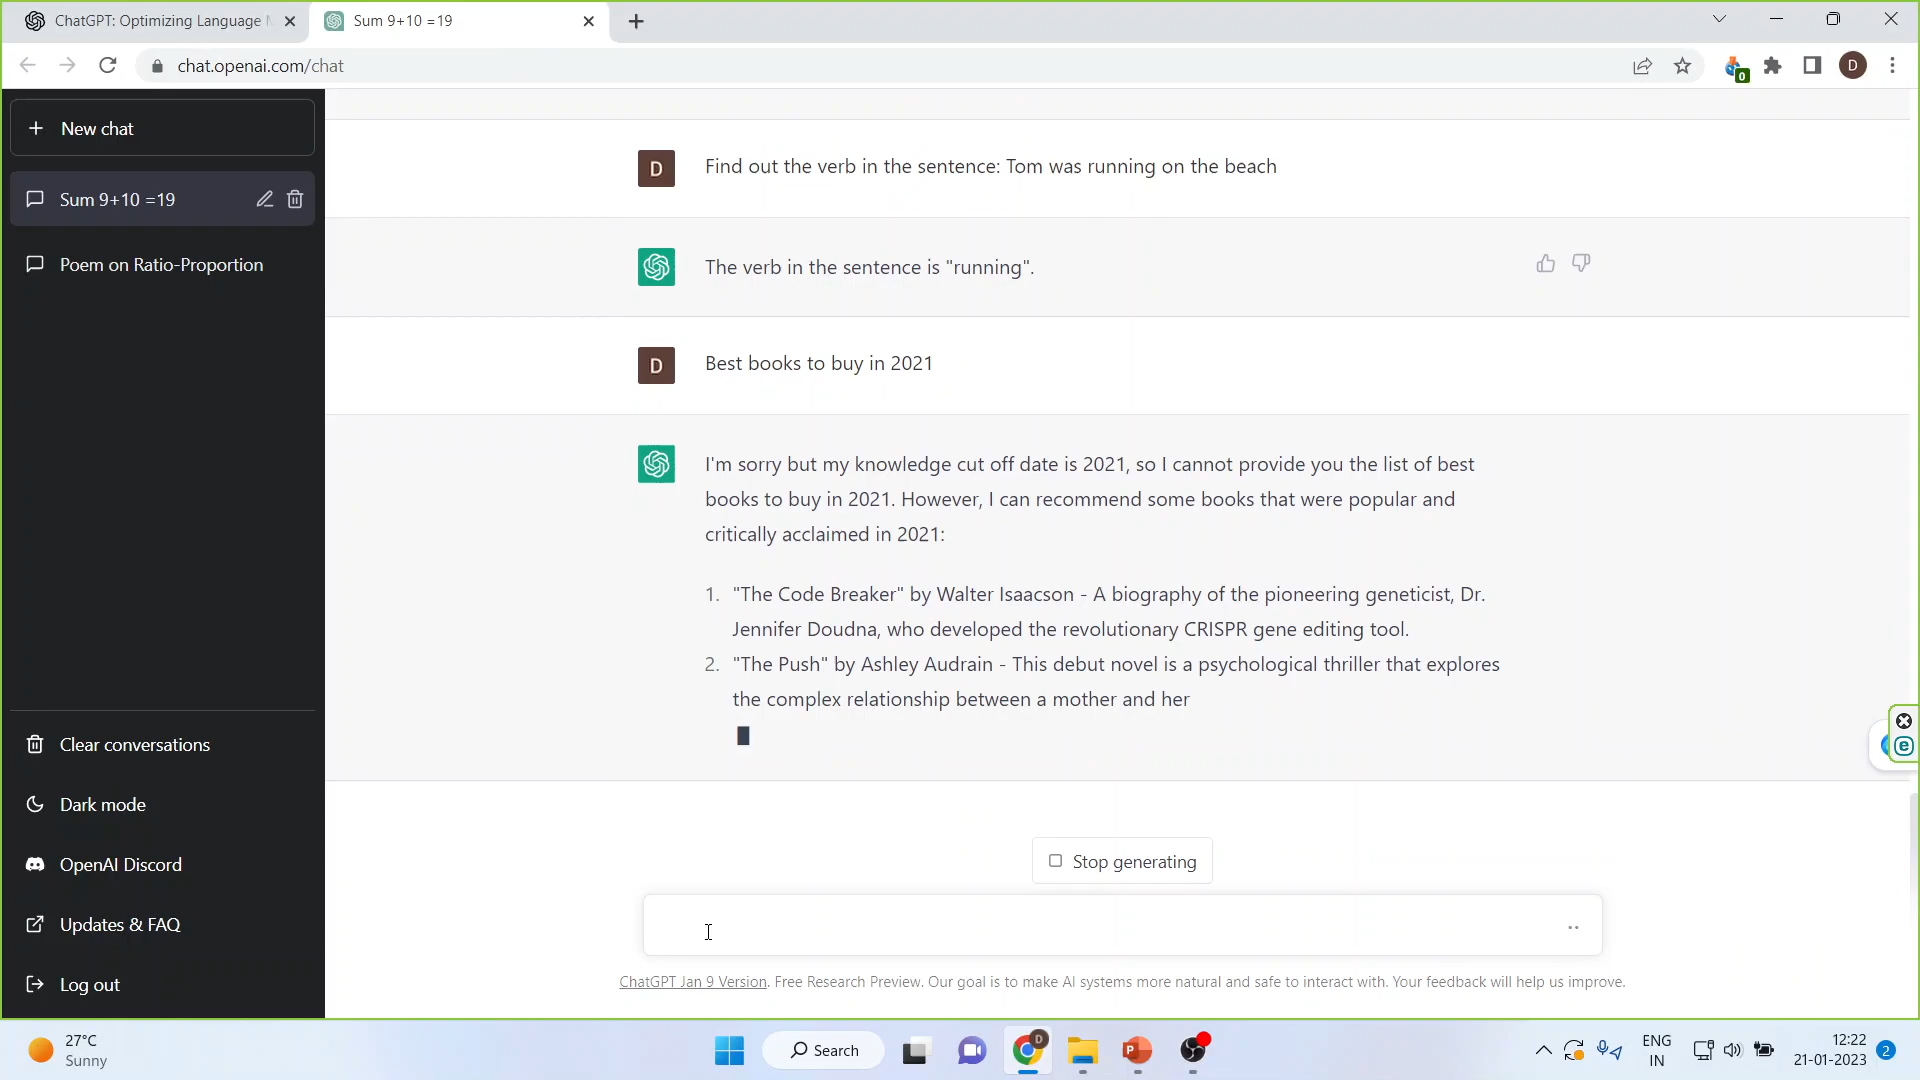 ChatGPT: Optimizing Language
Sum 9+10 =19
chat.openai.com/chat
0
D
New chat
Sum 9+10 =19
Poem on Ratio-Proportion
Clear conversations
Dark mode
OpenAI Discord
Updates & FAQ
Log out
D
Find out the verb in the sentence: Tom was running on the beach
The verb in the sentence is "running".
D
Best books to buy in 2021
I'm sorry but my knowledge cut off date is 2021, so I cannot provide you the list of best
books to buy in 2021. However, I can recommend some books that were popular and
critically acclaimed in 2021:
1. "The Code Breaker" by Walter Isaacson - A biography of the pioneering geneticist, Dr.
Jennifer Doudna, who developed the revolutionary CRISPR gene editing tool.
2. "The Push" by Ashley Audrain - This debut novel is a psychological thriller that explores
the complex relationship between a mother and her
Stop generating
ChatGPT Jan 9 Version. Free Research Preview. Our goal is to make AI systems more natural and safe to interact with. Your feedback will help us improve.
27°C
Sunny
Search
D
P
ENG
IN
12:22
21-01-2023
2